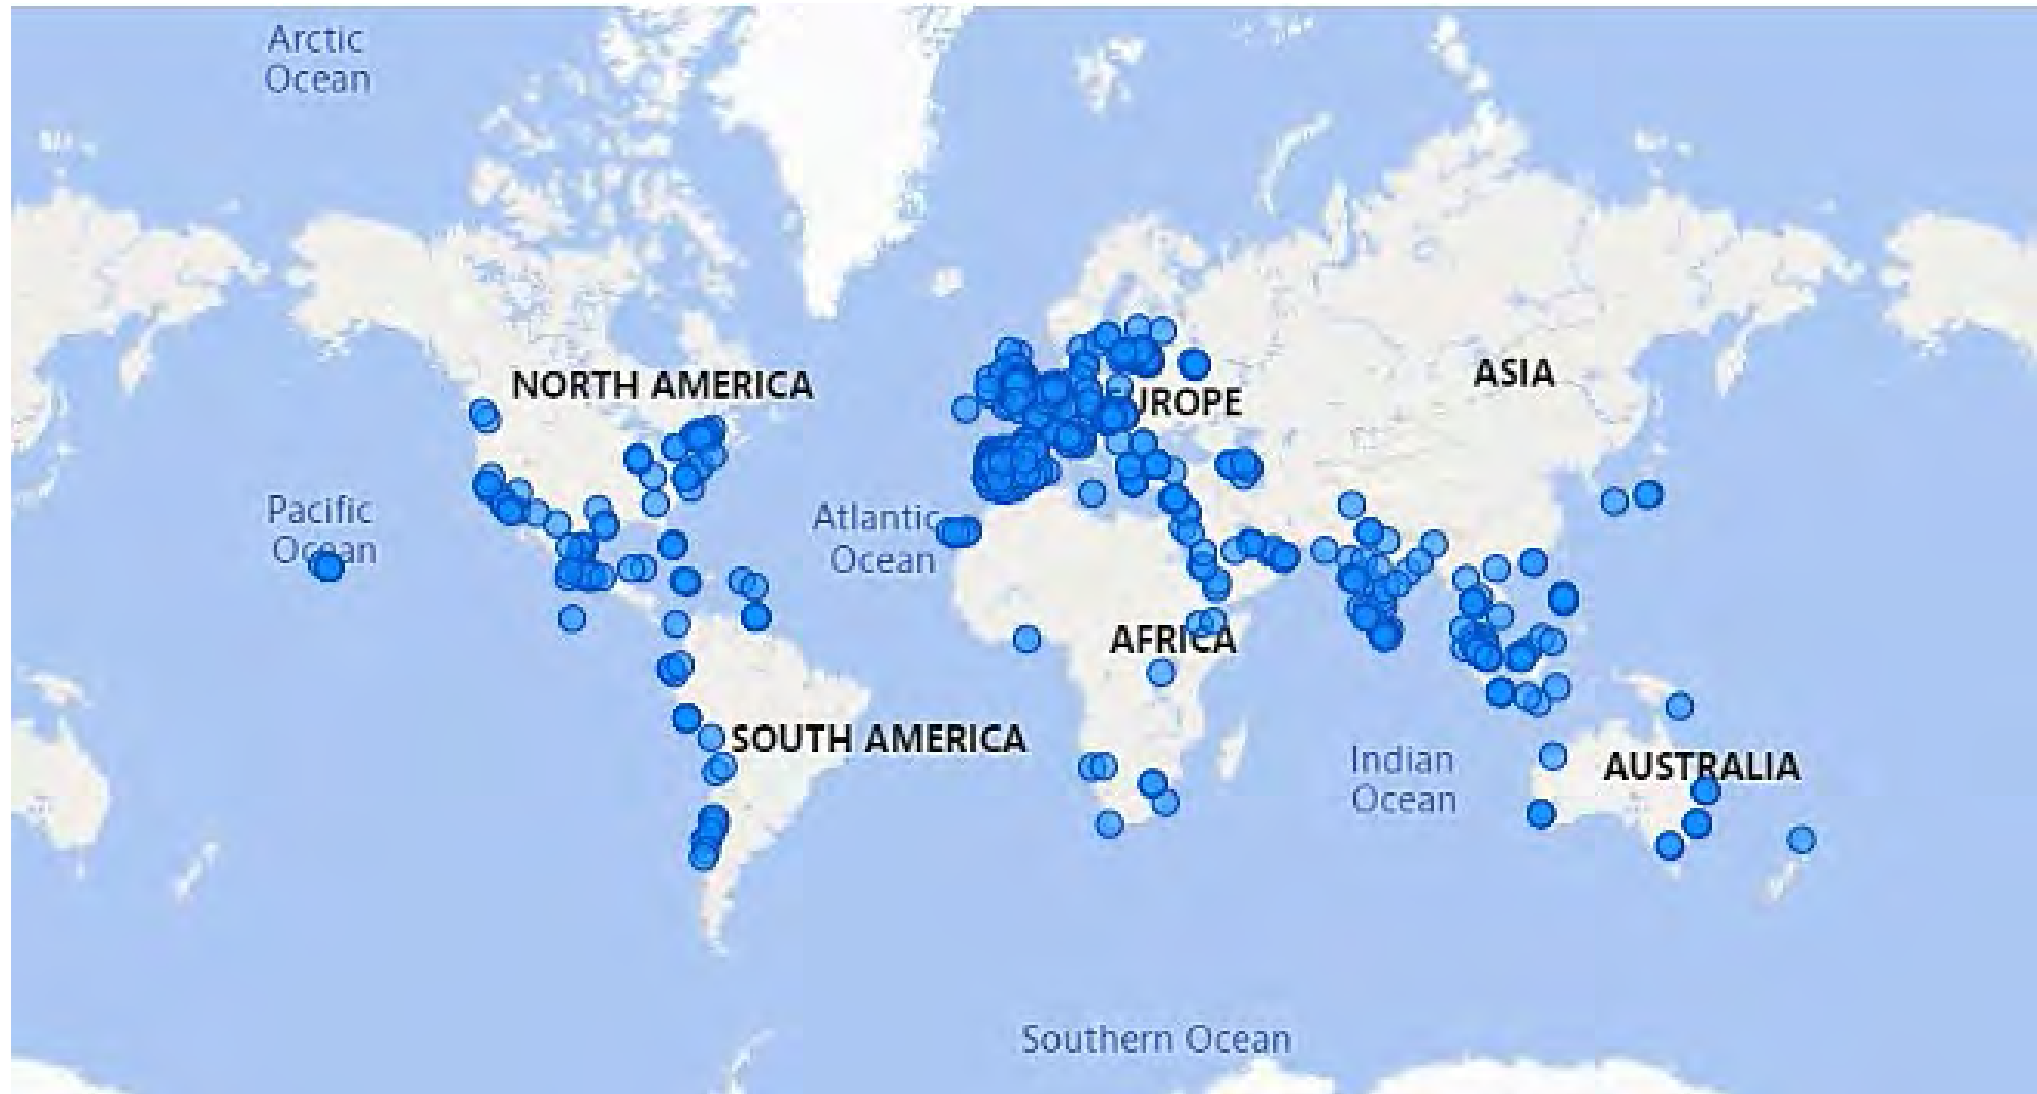 Arctic
Ocean
NORTH AMERICA
ASIA
UROPE
Pacific
Ocean
Atlantic
Ocean
AFRICA
SOUTH AMERICA
Indian
Ocean
AUSTRALIA
Southern Ocean